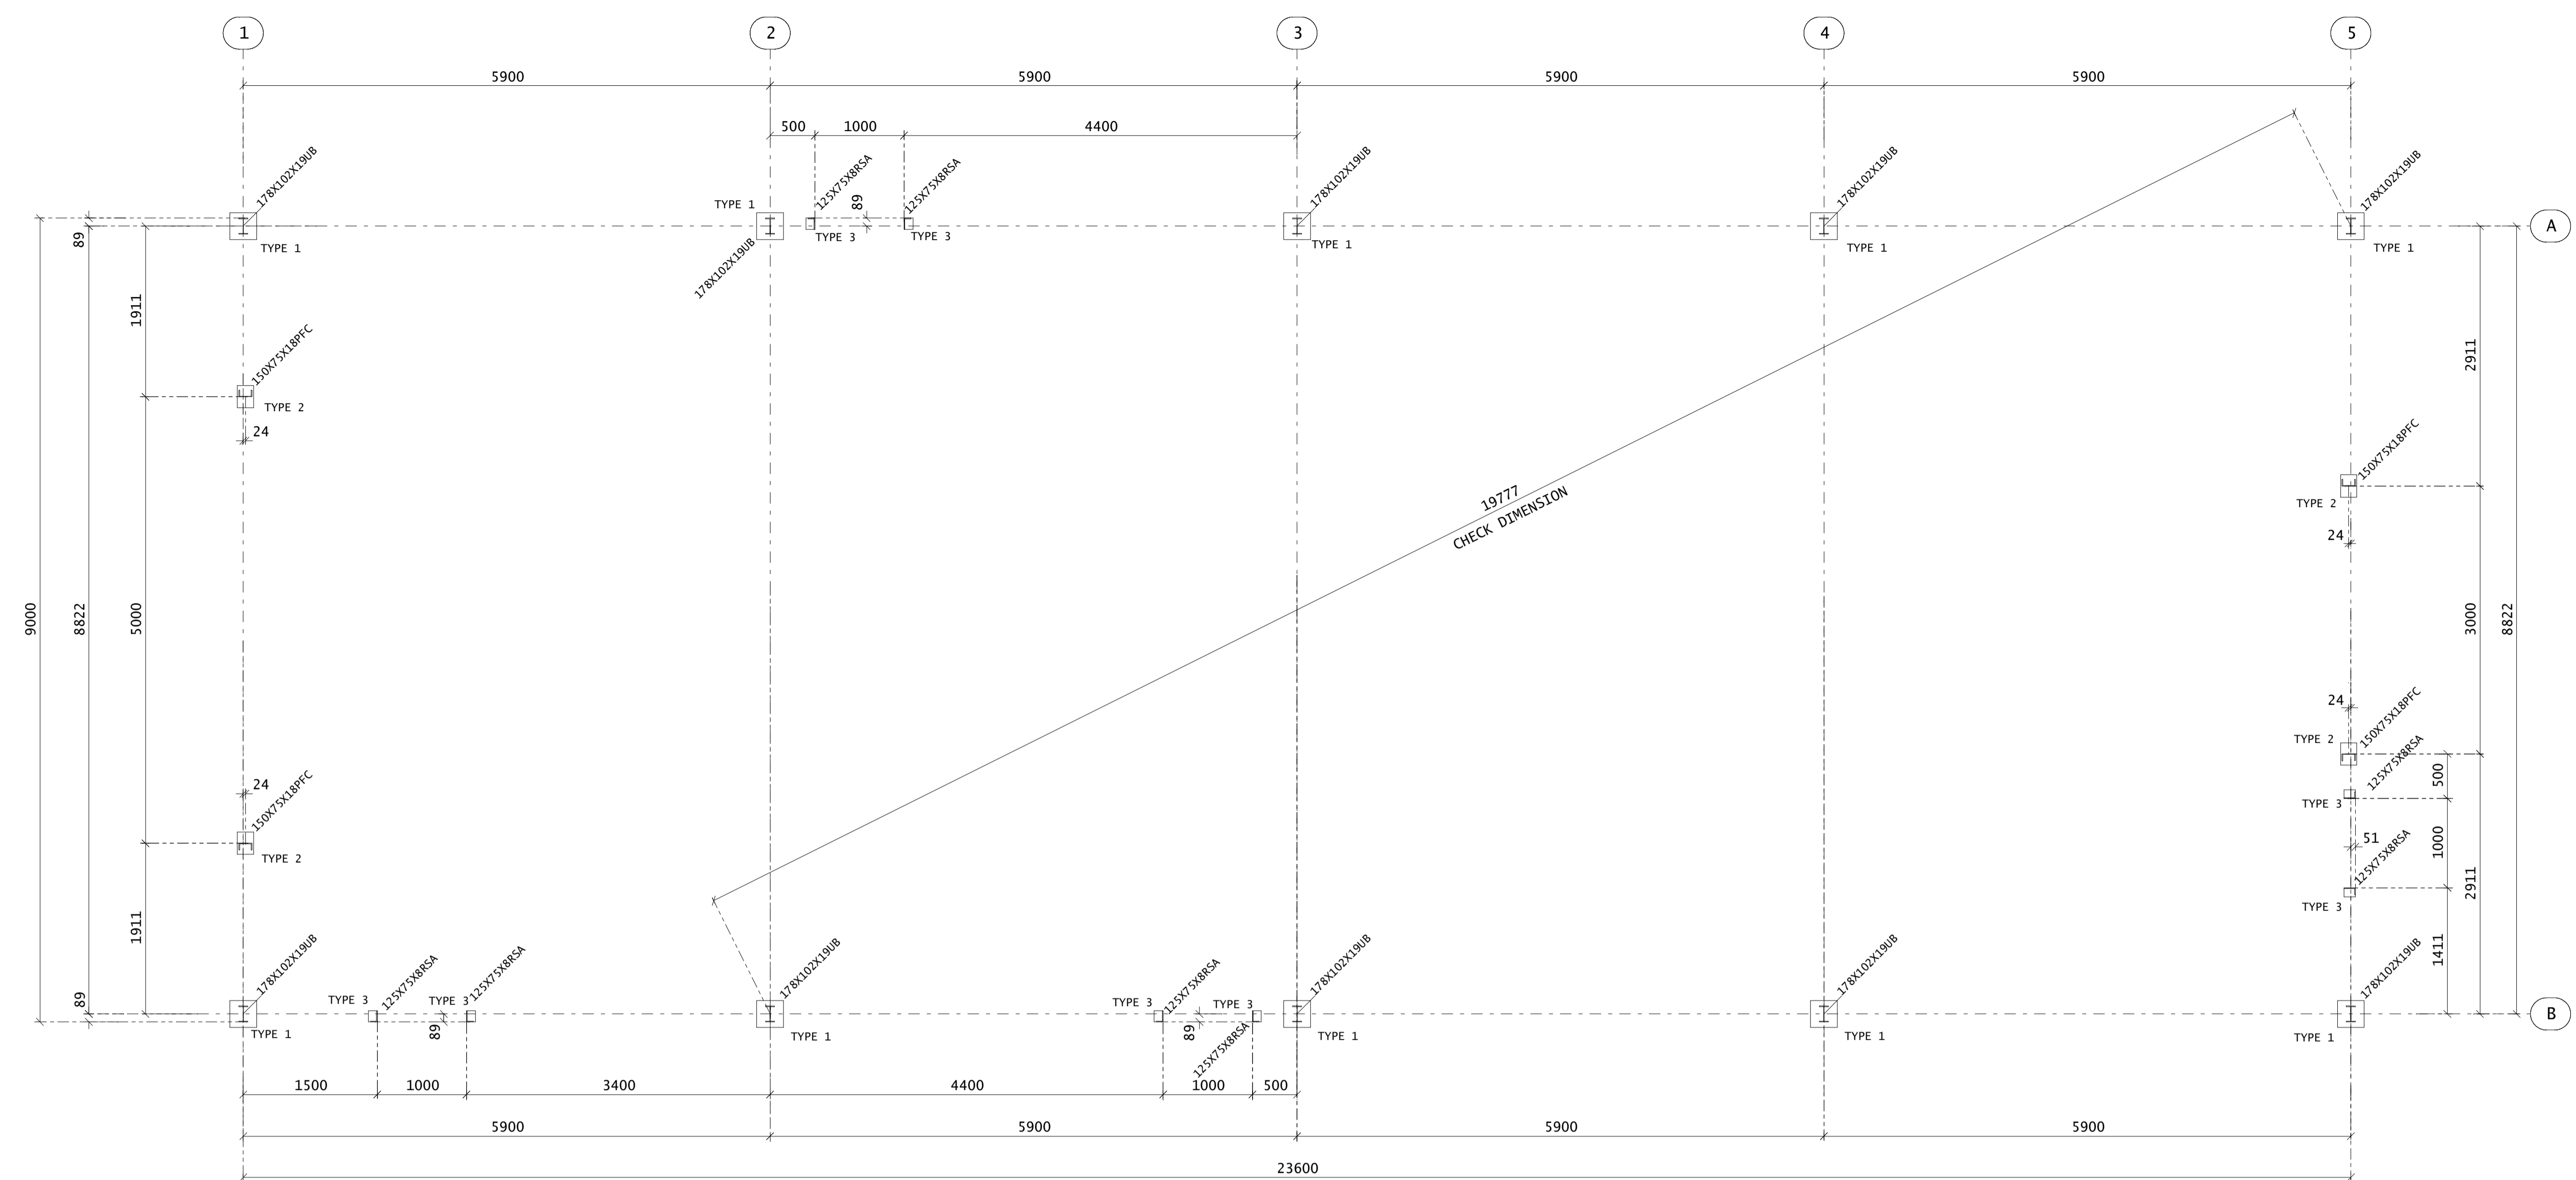 1
2
3
4
5
5900
5900
5900
5900
500
1000
4400
178X102X19UB
TYPE 1
TYPE 1
178X102X19UB
125X75X8RSA
TYPE 3
89
125X75X8RSA
TYPE 3
178X102X19UB
TYPE 1
178X102X19UB
TYPE 1
178X102X19UB
TYPE 1
A
89
1911
150X75X18PFC
TYPE 2
24
2911
150X75X18PFC
TYPE 2
24
19777
CHECK DIMENSION
9000
8822
5000
3000
8822
24
150X75X18PFC
TYPE 2
24
150X75X18PFC
TYPE 2
125X75X8RSA
TYPE 3
500
51
1000
125X75X8RSA
TYPE 3
2911
1411
1911
89
178X102X19UB
TYPE 1
TYPE 3
125X75X8RSA
TYPE 3
125X75X8RSA
89
178X102X19UB
TYPE 1
TYPE 3
125X75X8RSA
TYPE 3
89
125X75X8RSA
178X102X19UB
TYPE 1
178X102X19UB
TYPE 1
178X102X19UB
TYPE 1
B
1500
1000
3400
4400
1000
500
5900
5900
5900
5900
23600